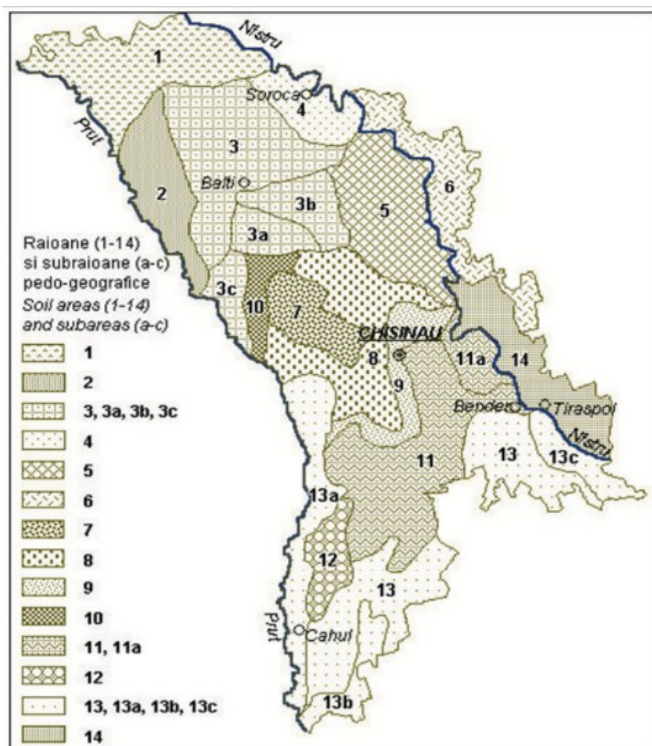 Nistru
1
Soroca
4
Prut
3
6
Balti
2
3b
5
3a
Raioane (1-14)
si subraioane (a-c)
pedo-geografice
Soil areas (1-14)
and subareas (a-c)
3c
10
7
CHISINAU
8
9
11a
14
Bender
Tiraspol
Nistru
13
13c
11
13a
12
13
Prut
Cahul
13b
1
2
3, 3a, 3b, 3c
4
5
6
7
8
9
10
11, 11a
12
13, 13a, 13b, 13c
14